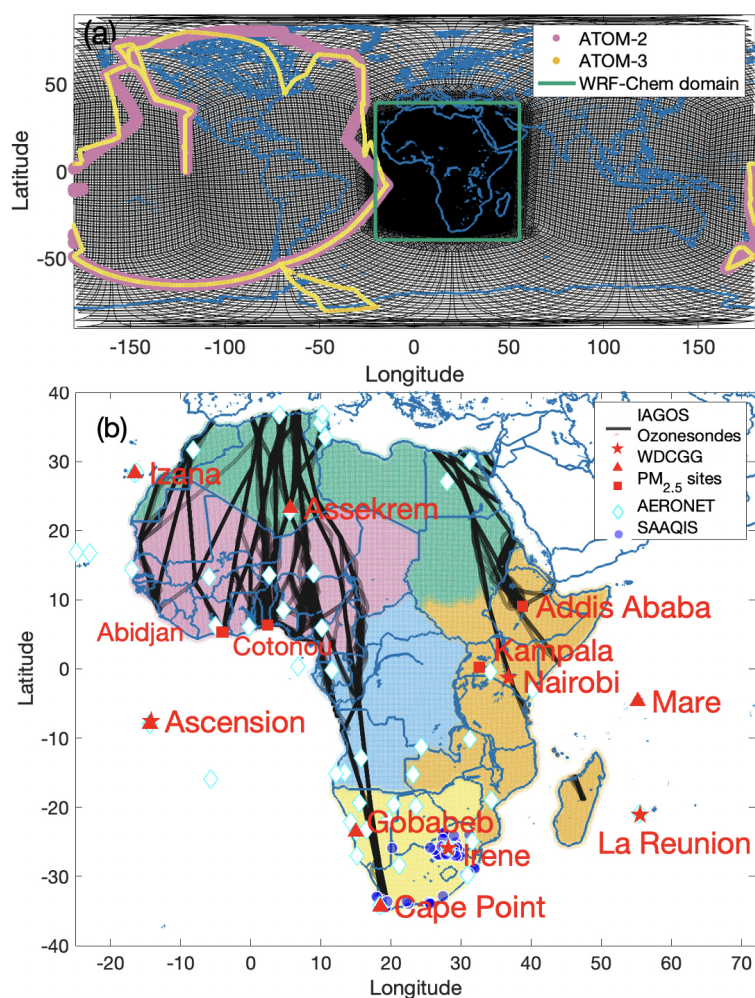 (a)
ATOM-2
ATOM-3
WRF-Chem domain
50
0
-50
Latitude
-150
-100
-50
0
50
100
150
Longitude
(b)
IAGOS
Ozonesondes
WDCGG
PM2.5 sites
AERONET
SAAQIS
40
30
20
10
0
-10
-20
-30
-40
Latitude
Izana
Assekrem
Addis Ababa
Abidjan
Cotonou
Kampala
Nairobi
Mare
Ascension
Gobabeb
La Reunion
Irene
Cape Point
-20
-10
0
10
20
30
40
50
60
70
Longitude